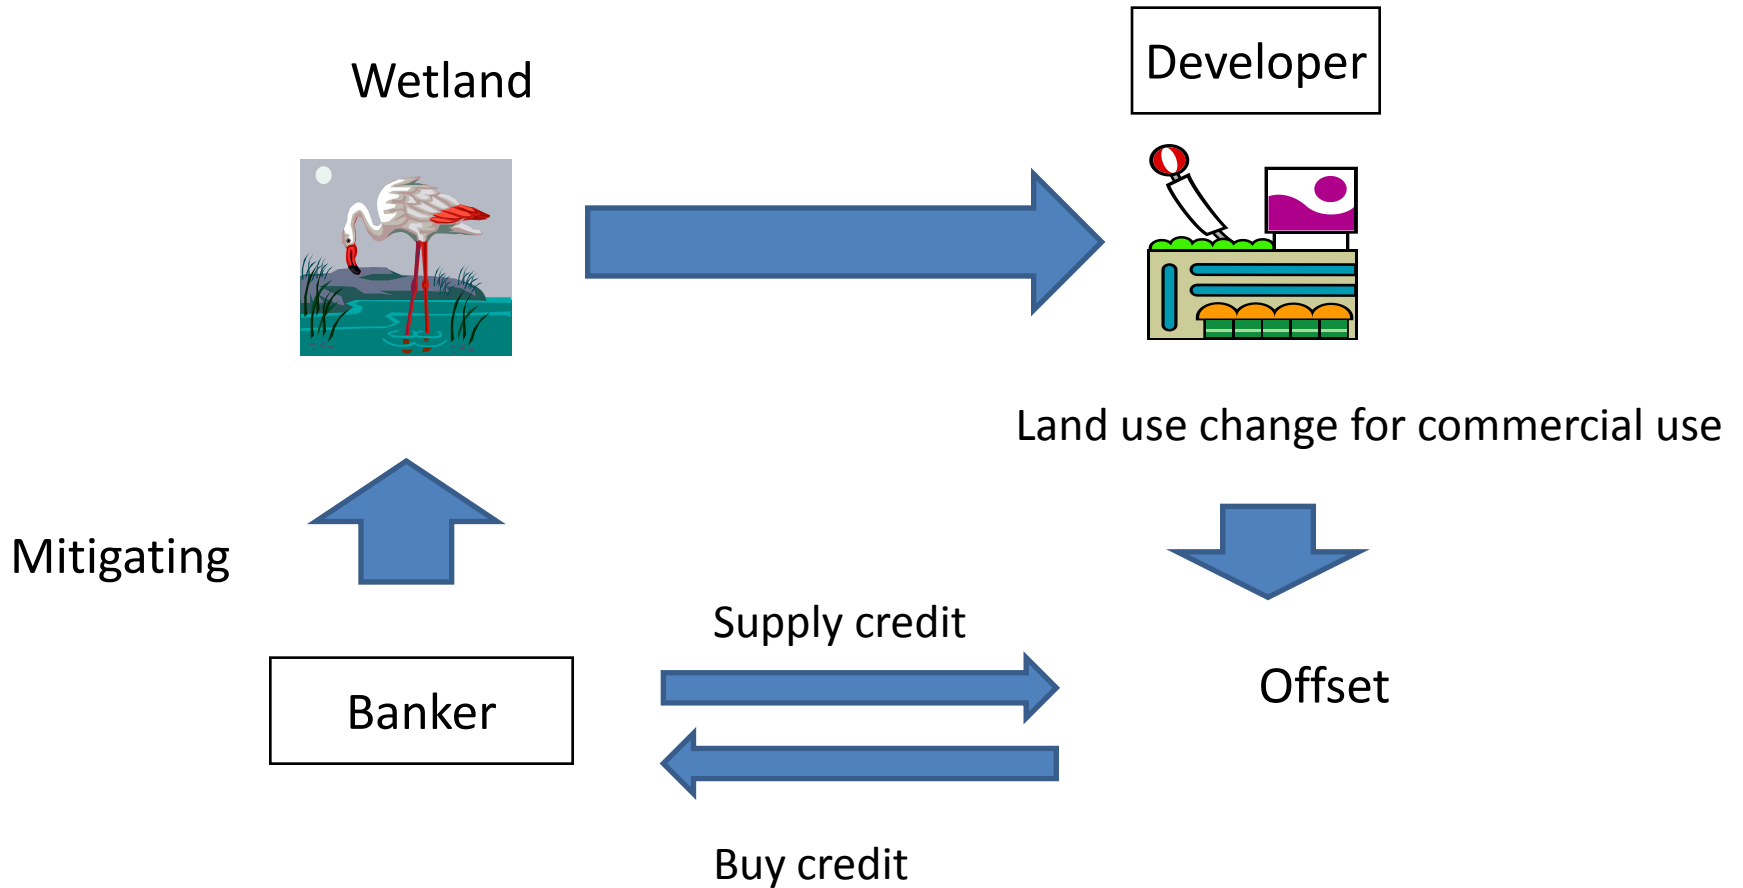 Wetland
Developer
Land use change for commercial use
Mitigating
Supply credit
Banker
Offset
Buy credit